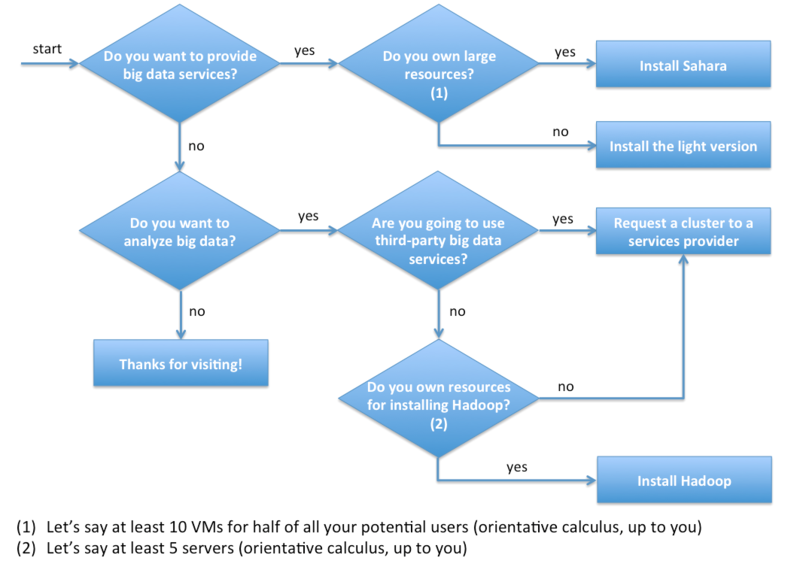 start
Do you want to provide
big data services?
yes
Do you own large
resources?
(1)
yes
Install Sahara
no
Install the light version
no
Do you want to
analyze big data?
yes
Are you going to use
third-party big data
services?
yes
Request a cluster to a
services provider
no
Thanks for visiting!
no
Do you own resources
for installing Hadoop?
(2)
no
yes
Install Hadoop
(1) Let's say at least 10 VMs for half of all your potential users (orientative calculus, up to you)
(2) Let's say at least 5 servers (orientative calculus, up to you)